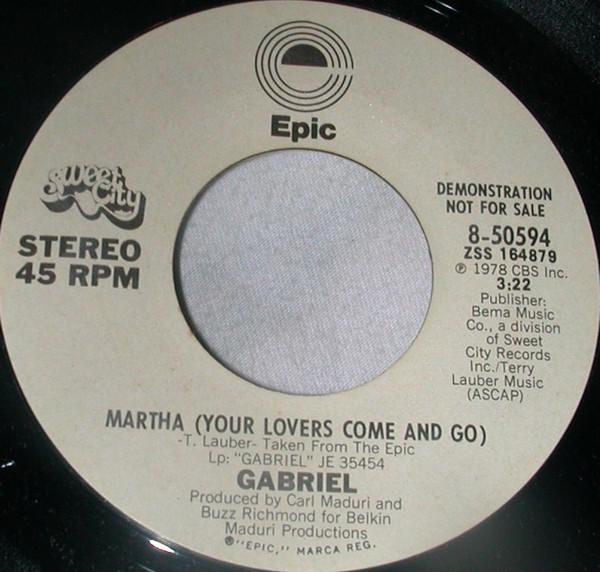 Epic
Sweet City
STEREO
45 RPM
DEMONSTRATION
NOT FOR SALE
8-50594
ZSS 164879
℗ 1978 CBS Inc.
3:22
Publisher:
Bema Music
Co., a division
of Sweet
City Records
Inc./Terry
Lauber Music
(ASCAP)
MARTHA (YOUR LOVERS COME AND GO)
-T. Lauber- Taken From The Epic
Lp: "GABRIEL" JE 35454
GABRIEL
Produced by Carl Maduri and
Buzz Richmond for Belkin
Maduri Productions
®"EPIC," MARCA REG.